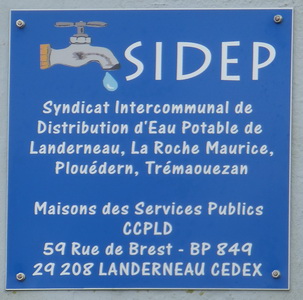 SIDEP
Syndicat Intercommunal de
Distribution d'Eau Potable de
Landerneau, La Roche Maurice,
Plouédern, Trémaouezan
Maisons des Services Publics
CCPLD
59 Rue de Brest - BP 849
29 208 LANDERNEAU CEDEX